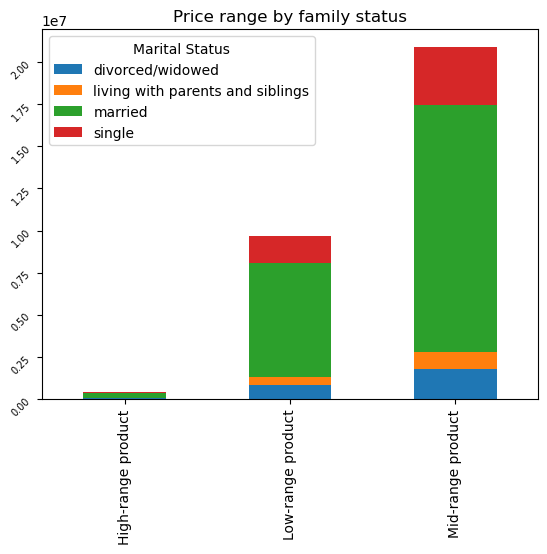 Price range by family status
1e7
2.00
1.75
1.50
1.25
1.00
0.75
0.50
0.25
0.00
Marital Status
divorced/widowed
living with parents and siblings
married
single
High-range product
Low-range product
Mid-range product